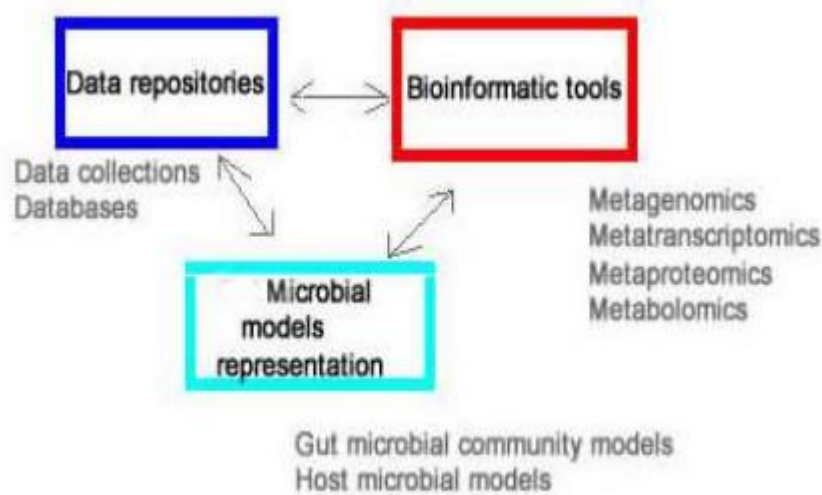 Data repositories
Bioinformatic tools
Data collections
Databases
Metagenomics
Metatranscriptomics
Metaproteomics
Metabolomics
Microbial
models
representation
Gut microbial community models
Host microbial models